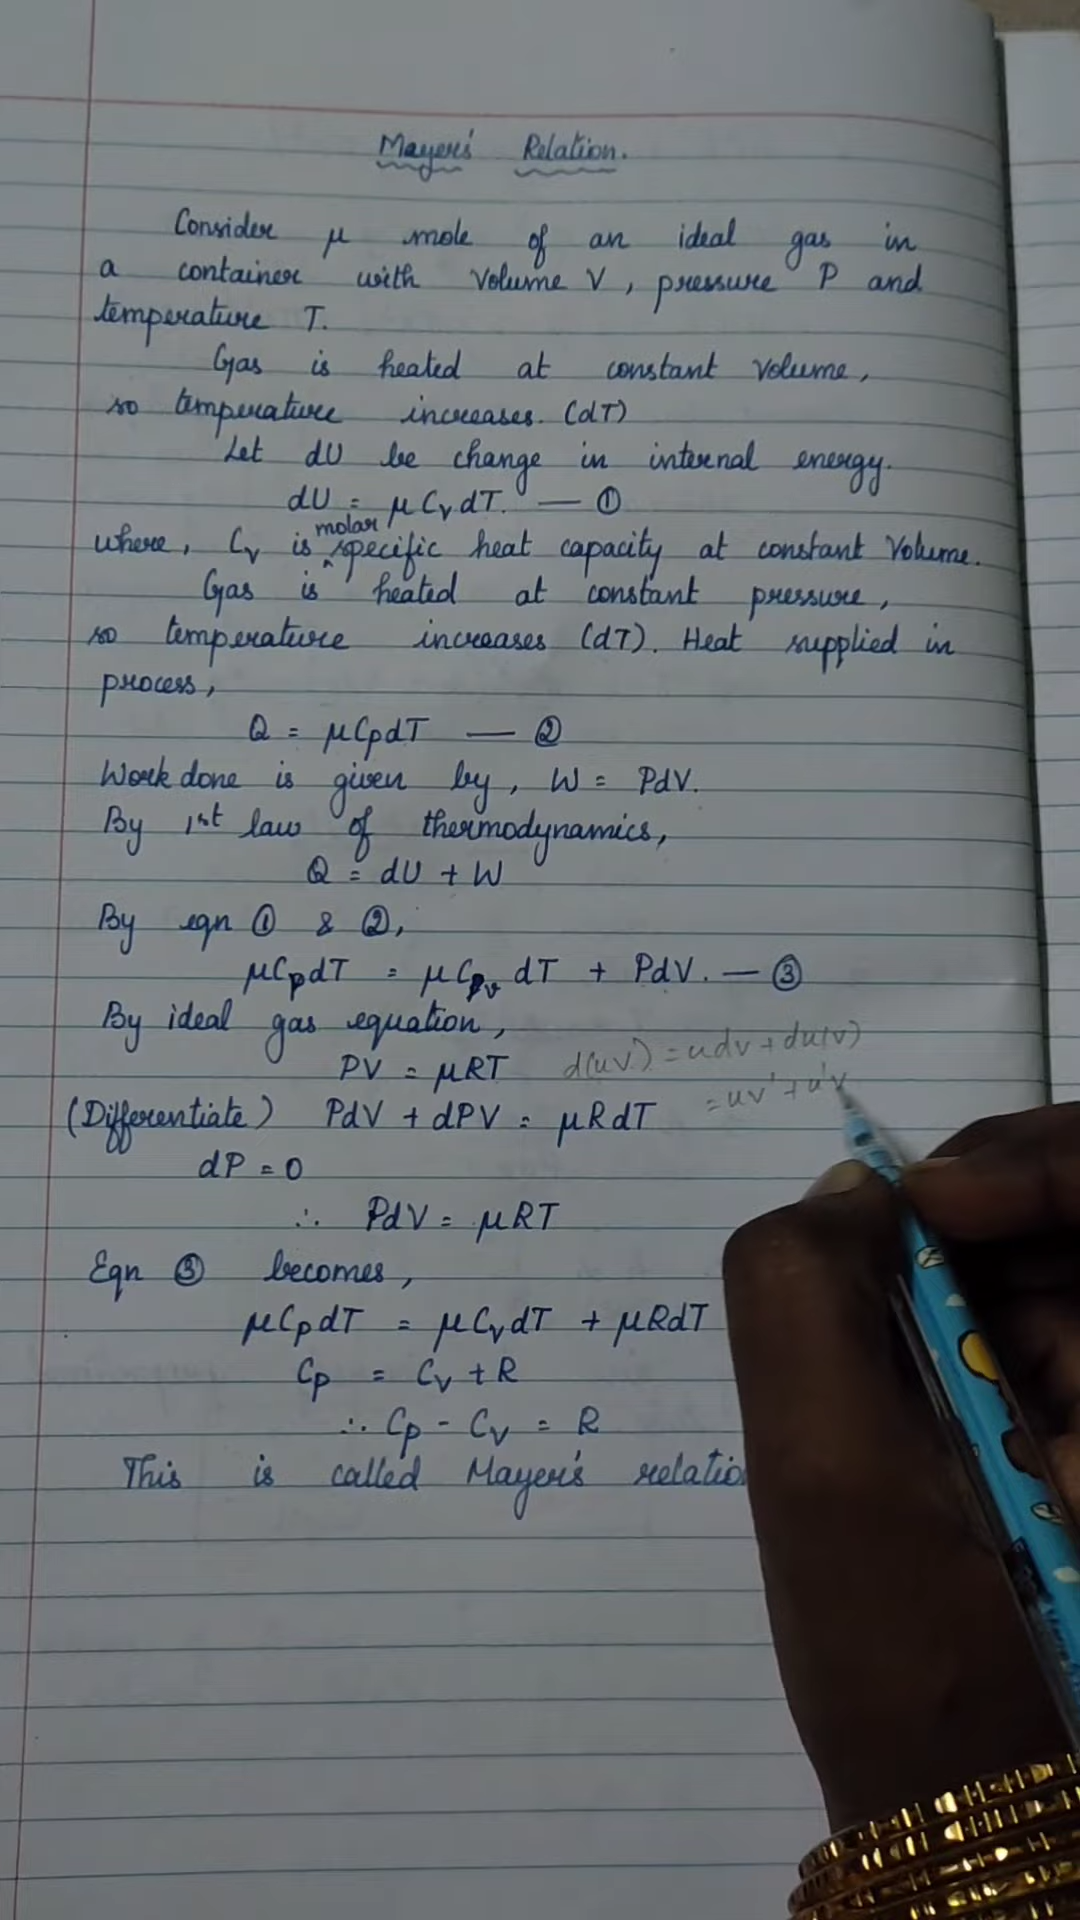 Mayer's Relation.
Consider μ mole of an ideal gas in
a container with volume V, pressure P and
temperature T.
Gas is heated at constant volume,
so temperature increases. (dT)
Let dU be change in internal energy.
dU = μCᵥdT. — ①
molar
where, Cᵥ is ^ specific heat capacity at constant Volume.
Gas is heated at constant pressure,
so temperature increases (dT). Heat supplied in
process,
Q = μCpdT — ②
Work done is given by, W = PdV.
By 1st law of thermodynamics,
Q = dU + W
By eqn ① & ②,
μCpdT = μCᵥ dT + PdV. — ③
By ideal gas equation,
PV = μRT d(uv) = udv + du(v)
= uv' + u'v
(Differentiate) PdV + dPV = μRdT
dP = 0
∴ PdV = μRT
Eqn ③ becomes,
μCpdT = μCᵥdT + μRdT
Cp = Cᵥ + R
∴ Cp - Cᵥ = R
This is called Mayer's